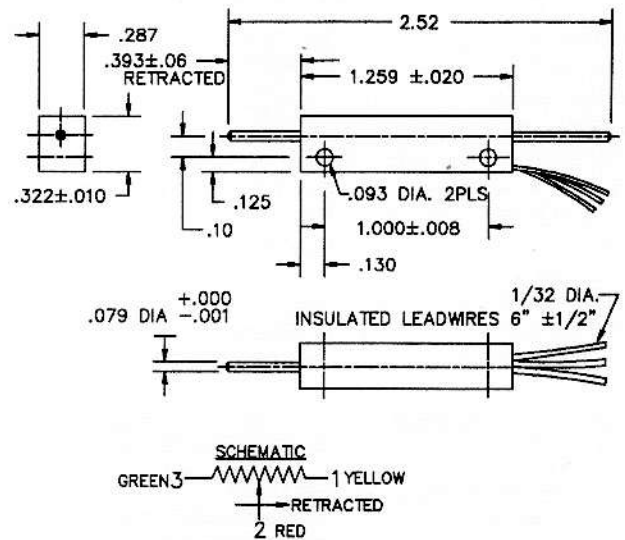 .287
2.52
.393±.06
RETRACTED
1.259 ±.020
.322±.010
.125
.093 DIA. 2PLS
.10
1.000±.008
.130
+.000
.079 DIA -.001
1/32 DIA.
INSULATED LEADWIRES 6" ±1/2"
SCHEMATIC
GREEN 3
1 YELLOW
RETRACTED
2 RED